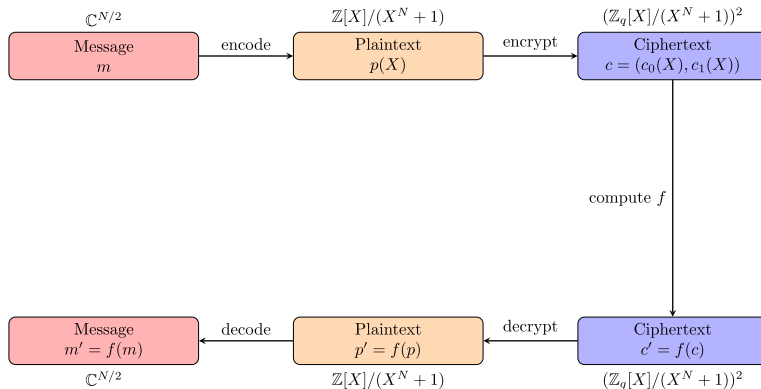 ℂ^{N/2} ℤ[X]/(X^N + 1) (ℤ_q[X]/(X^N + 1))^2
Message encode Plaintext encrypt Ciphertext
m p(X) c = (c_0(X), c_1(X))
compute f
Message decode Plaintext decrypt Ciphertext
m′ = f(m) p′ = f(p) c′ = f(c)
ℂ^{N/2} ℤ[X]/(X^N + 1) (ℤ_q[X]/(X^N + 1))^2